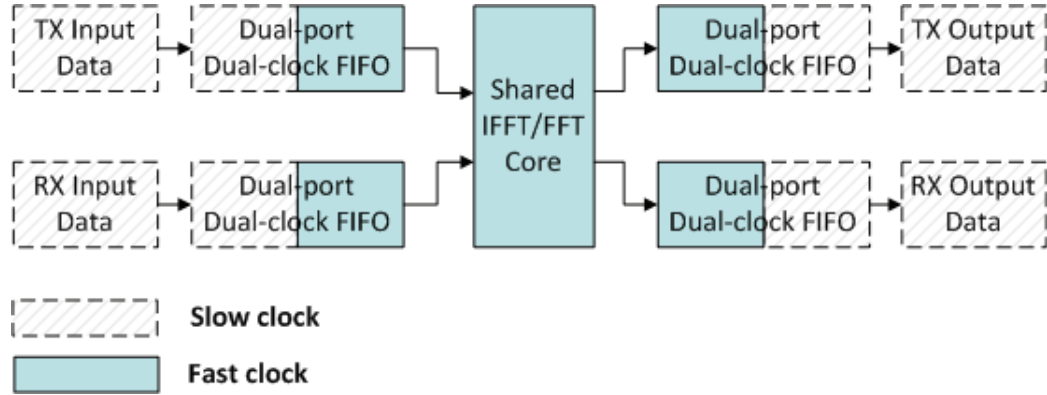 TX Input
Data
Dual-port
Dual-clock FIFO
Shared
IFFT/FFT
Core
Dual-port
Dual-clock FIFO
TX Output
Data
RX Input
Data
Dual-port
Dual-clock FIFO
Dual-port
Dual-clock FIFO
RX Output
Data
Slow clock
Fast clock